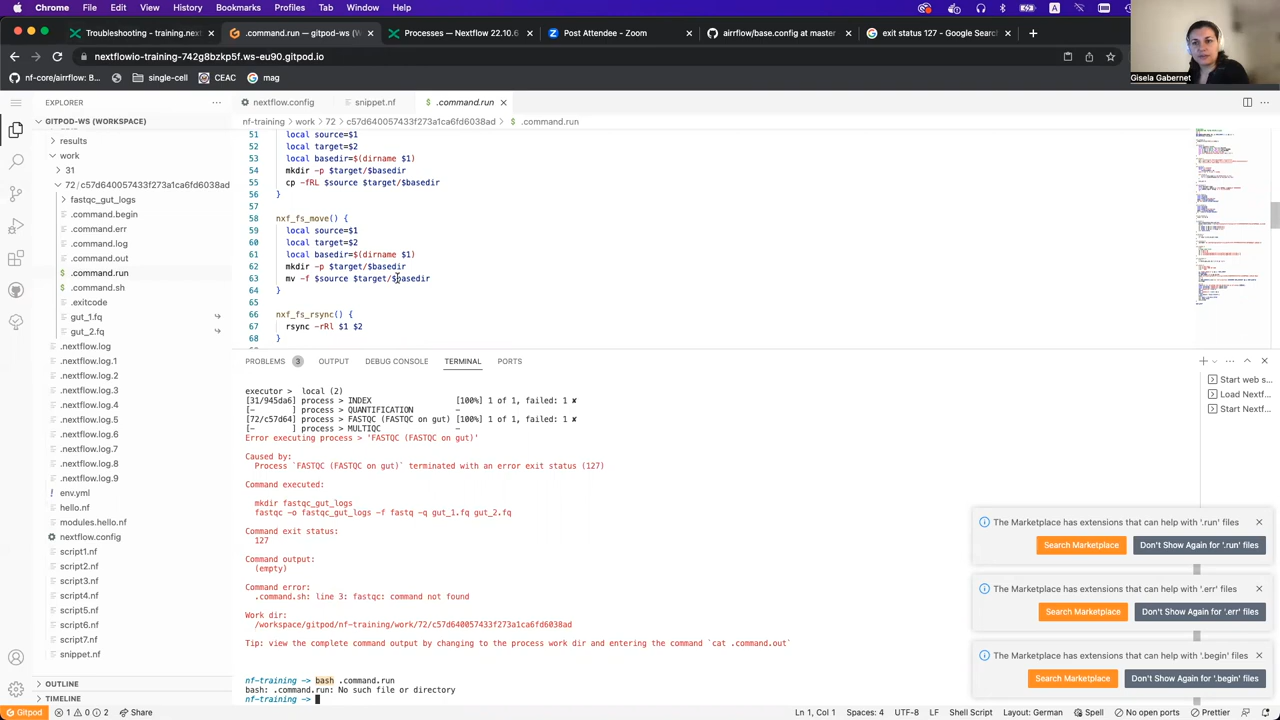 Chrome File Edit View History Bookmarks Profiles Tab Window Help
Troubleshooting - training.next
.command.run — gitpod-ws (W
Processes — Nextflow 22.10.6
Post Attendee - Zoom
airflow/base.config at master
exit status 127 - Google Search
nextflowio-training-742g8bzkp5f.ws-eu90.gitpod.io
nf-core/airflow: B... single-cell CEAC mag
Gisela Gabernet
EXPLORER
GITPOD-WS (WORKSPACE)
results
work
31
72/c57d640057433f273a1ca6fd6038ad
fastqc_gut_logs
.command.begin
.command.err
.command.log
.command.out
.command.run
.command.sh
.exitcode
gut_1.fq
gut_2.fq
.nextflow.log
.nextflow.log.1
.nextflow.log.2
.nextflow.log.3
.nextflow.log.4
.nextflow.log.5
.nextflow.log.6
.nextflow.log.7
.nextflow.log.8
.nextflow.log.9
env.yml
hello.nf
modules.hello.nf
nextflow.config
script1.nf
script2.nf
script3.nf
script4.nf
script5.nf
script6.nf
script7.nf
snippet.nf
OUTLINE
TIMELINE
nextflow.config snippet.nf .command.run
nf-training > work > 72 > c57d640057433f273a1ca6fd6038ad > .command.run
51 local source=$1
52 local target=$2
53 local basedir=$(dirname $1)
54 mkdir -p $target/$basedir
55 cp -fRL $source $target/$basedir
56 }
57
58 nxf_fs_move() {
59 local source=$1
60 local target=$2
61 local basedir=$(dirname $1)
62 mkdir -p $target/$basedir
63 mv -f $source $target/$basedir
64 }
65
66 nxf_fs_rsync() {
67 rsync -rRl $1 $2
68 }
PROBLEMS 3 OUTPUT DEBUG CONSOLE TERMINAL PORTS
executor > local (2)
[31/945da6] process > INDEX [100%] 1 of 1, failed: 1 ✘
[- ] process > QUANTIFICATION -
[72/c57d64] process > FASTQC (FASTQC on gut) [100%] 1 of 1, failed: 1 ✘
[- ] process > MULTIQC -
Error executing process > 'FASTQC (FASTQC on gut)'
Caused by:
Process `FASTQC (FASTQC on gut)` terminated with an error exit status (127)
Command executed:
mkdir fastqc_gut_logs
fastqc -o fastqc_gut_logs -f fastq -q gut_1.fq gut_2.fq
Command exit status:
127
Command output:
(empty)
Command error:
.command.sh: line 3: fastqc: command not found
Work dir:
/workspace/gitpod/nf-training/work/72/c57d640057433f273a1ca6fd6038ad
Tip: view the complete command output by changing to the process work dir and entering the command `cat .command.out`
nf-training -> bash .command.run
bash: .command.run: No such file or directory
nf-training ->
Start web s...
Load Nextf...
Start Nextf...
The Marketplace has extensions that can help with '.run' files
Search Marketplace Don't Show Again for '.run' files
The Marketplace has extensions that can help with '.err' files
Search Marketplace Don't Show Again for '.err' files
The Marketplace has extensions that can help with '.begin' files
Search Marketplace Don't Show Again for '.begin' files
Gitpod 1 0 2 Share
Ln 1, Col 1 Spaces: 4 UTF-8 LF Shell Script Layout: German Spell No open ports Prettier